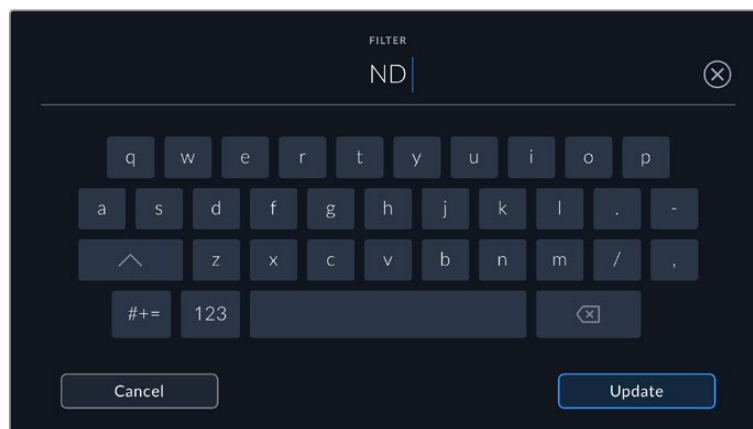 FILTER
ND
q w e r t y u i o p
a s d f g h j k l . -
z x c v b n m / ,
#+= 123
Cancel Update